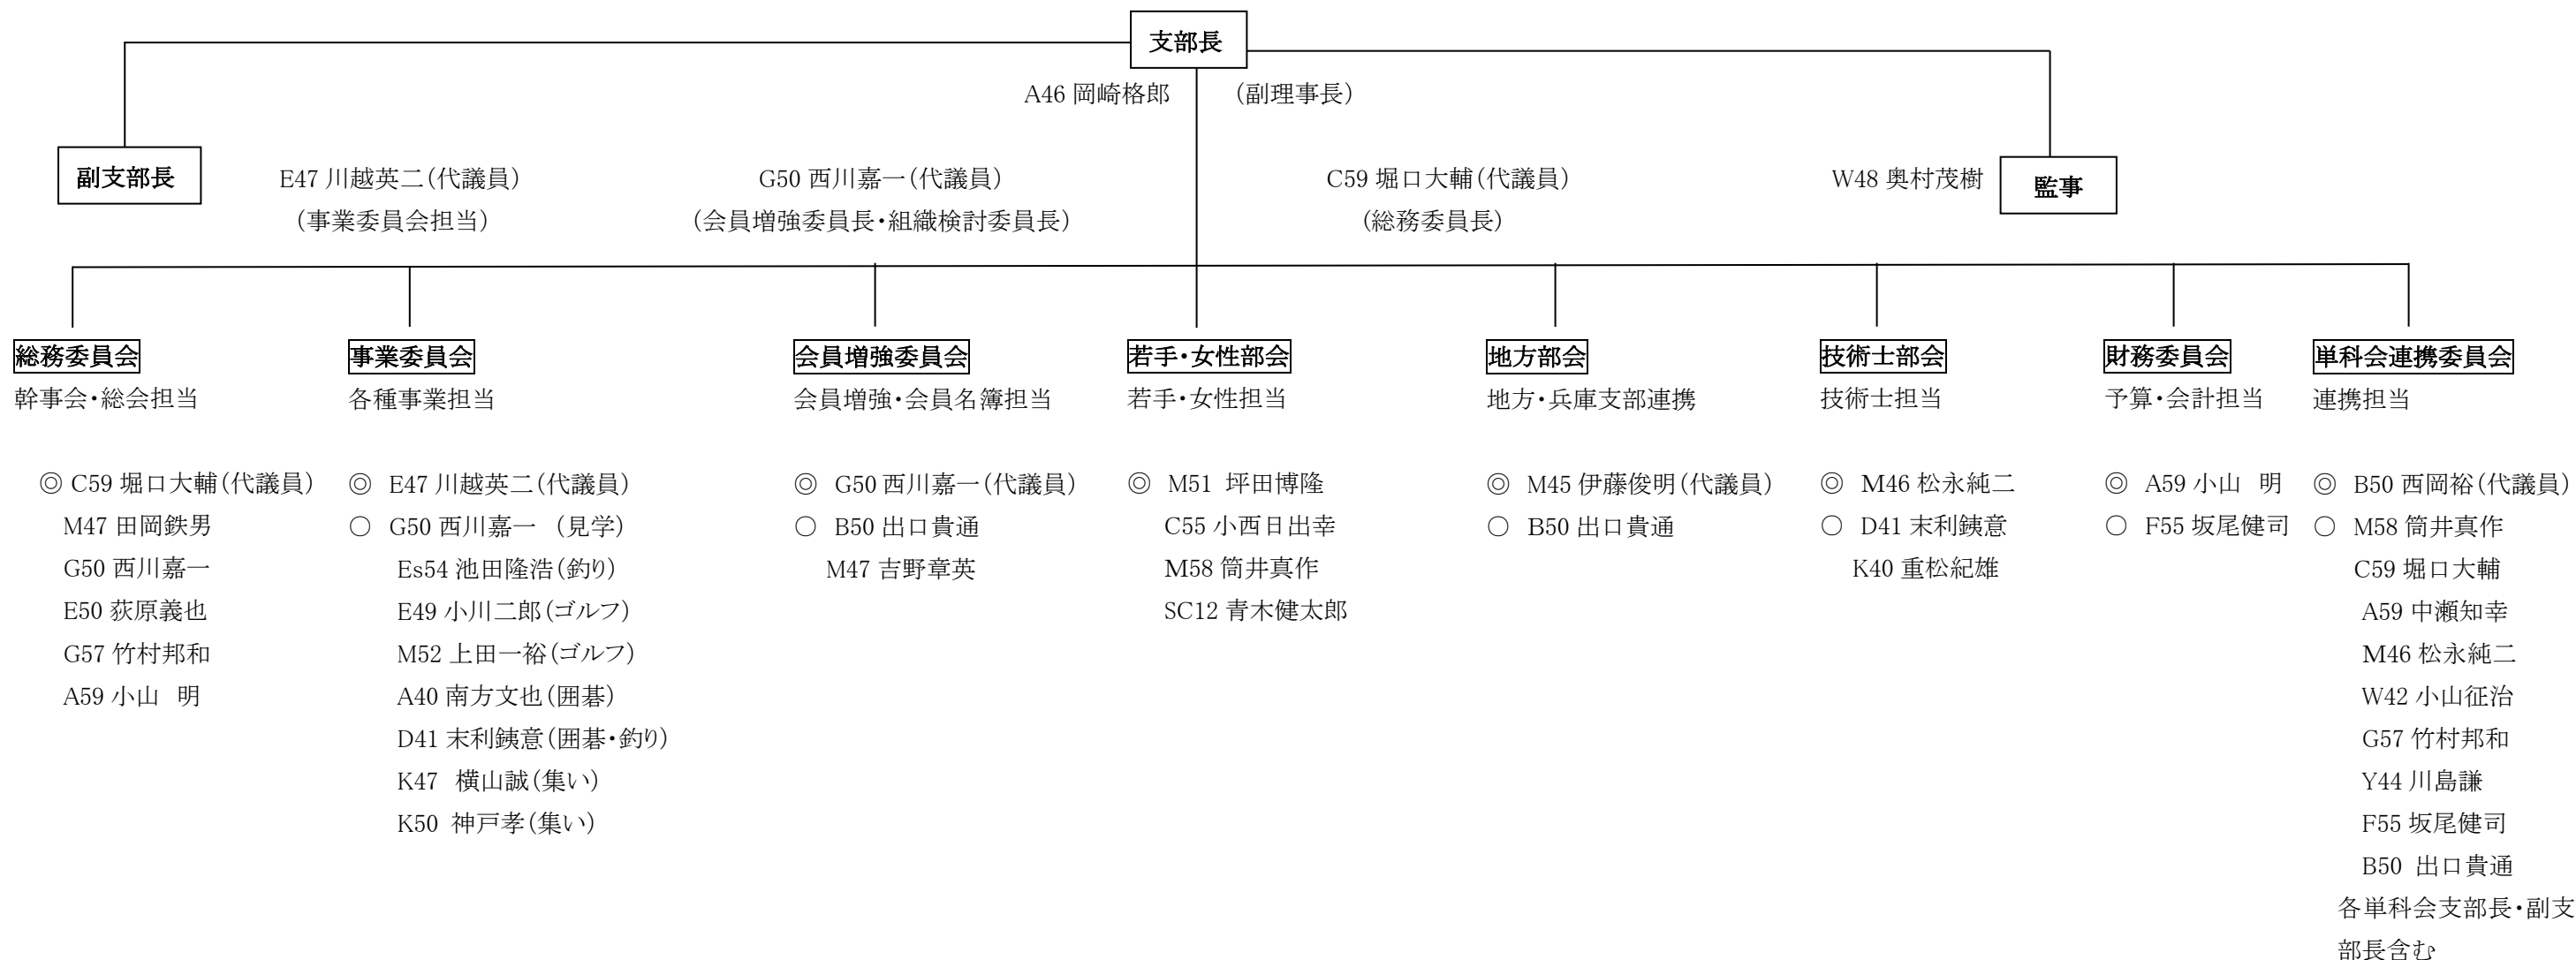 支部長
A46 岡崎格郎 （副理事長）
副支部長
E47 川越英二（代議員）
（事業委員会担当）
G50 西川嘉一（代議員）
（会員増強委員長・組織検討委員長）
C59 堀口大輔（代議員）
（総務委員長）
W48 奥村茂樹
監事
総務委員会
幹事会・総会担当
◎ C59 堀口大輔（代議員）
M47 田岡鉄男
G50 西川嘉一
E50 荻原義也
G57 竹村邦和
A59 小山 明
事業委員会
各種事業担当
◎ E47 川越英二（代議員）
○ G50 西川嘉一 （見学）
Es54 池田隆浩（釣り）
E49 小川二郎（ゴルフ）
M52 上田一裕（ゴルフ）
A40 南方文也（囲碁）
D41 末利銕意（囲碁・釣り）
K47 横山誠（集い）
K50 神戸孝（集い）
会員増強委員会
会員増強・会員名簿担当
◎ G50 西川嘉一（代議員）
○ B50 出口貴通
M47 吉野章英
若手・女性部会
若手・女性担当
◎ M51 坪田博隆
C55 小西日出幸
M58 筒井真作
SC12 青木健太郎
地方部会
地方・兵庫支部連携
◎ M45 伊藤俊明（代議員）
○ B50 出口貴通
技術士部会
技術士担当
◎ M46 松永純二
○ D41 末利銕意
K40 重松紀雄
財務委員会
予算・会計担当
◎ A59 小山 明
○ F55 坂尾健司
単科会連携委員会
連携担当
◎ B50 西岡裕（代議員）
○ M58 筒井真作
C59 堀口大輔
A59 中瀬知幸
M46 松永純二
W42 小山征治
G57 竹村邦和
Y44 川島謙
F55 坂尾健司
B50 出口貴通
各単科会支部長・副支
部長含む